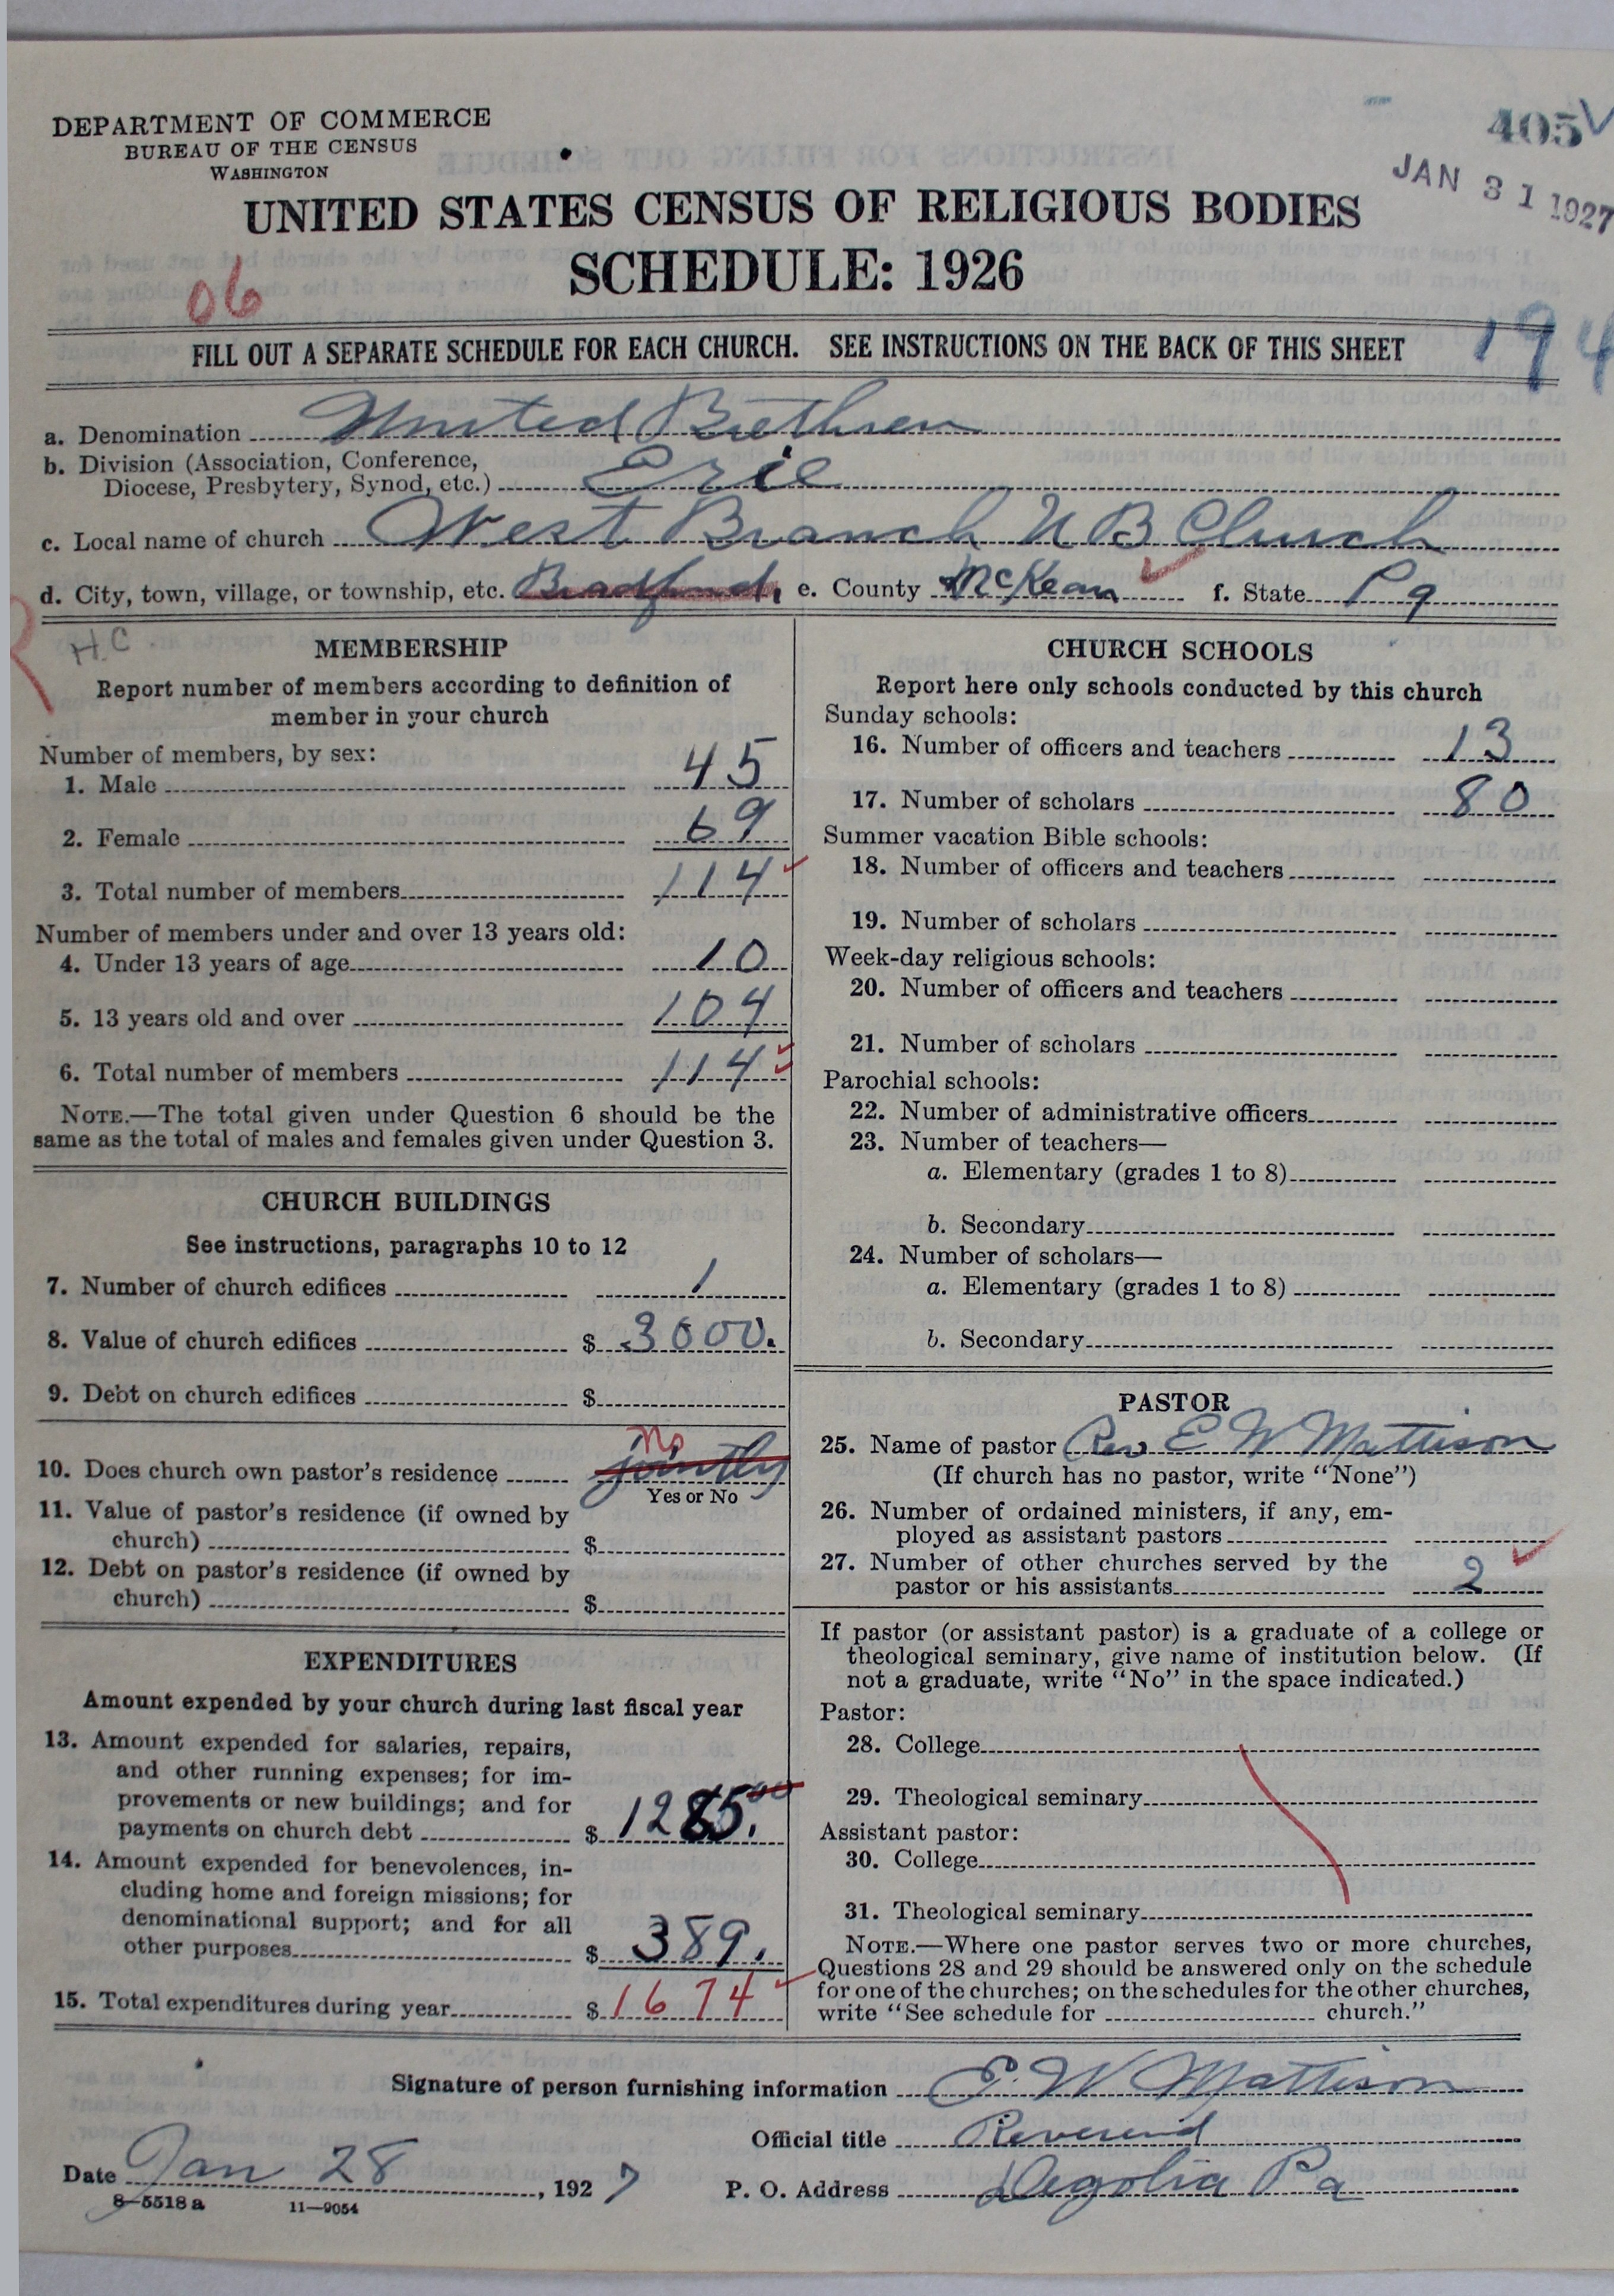 DEPARTMENT OF COMMERCE
BUREAU OF THE CENSUS
WASHINGTON
405
JAN 31 1927
UNITED STATES CENSUS OF RELIGIOUS BODIES
SCHEDULE: 1926
06
194
FILL OUT A SEPARATE SCHEDULE FOR EACH CHURCH. SEE INSTRUCTIONS ON THE BACK OF THIS SHEET
a. Denomination United Brethren
b. Division (Association, Conference,
Diocese, Presbytery, Synod, etc.) Erie
c. Local name of church West Branch U B Church
d. City, town, village, or township, etc. Bradford, e. County McKean f. State Pa
H.C.
MEMBERSHIP
Report number of members according to definition of
member in your church
Number of members, by sex:
1. Male 45
2. Female 69
3. Total number of members 114
Number of members under and over 13 years old:
4. Under 13 years of age 10
5. 13 years old and over 104
6. Total number of members 114
NOTE.—The total given under Question 6 should be the
same as the total of males and females given under Question 3.
CHURCH BUILDINGS
See instructions, paragraphs 10 to 12
7. Number of church edifices 1
8. Value of church edifices $ 3000.
9. Debt on church edifices $
10. Does church own pastor's residence jointly No
Yes or No
11. Value of pastor's residence (if owned by
church) $
12. Debt on pastor's residence (if owned by
church) $
EXPENDITURES
Amount expended by your church during last fiscal year
13. Amount expended for salaries, repairs,
and other running expenses; for im-
provements or new buildings; and for
payments on church debt $ 1285.00
14. Amount expended for benevolences, in-
cluding home and foreign missions; for
denominational support; and for all
other purposes $ 389.
15. Total expenditures during year $ 1674
CHURCH SCHOOLS
Report here only schools conducted by this church
Sunday schools:
16. Number of officers and teachers 13
17. Number of scholars 80
Summer vacation Bible schools:
18. Number of officers and teachers
19. Number of scholars
Week-day religious schools:
20. Number of officers and teachers
21. Number of scholars
Parochial schools:
22. Number of administrative officers
23. Number of teachers—
a. Elementary (grades 1 to 8)
b. Secondary
24. Number of scholars—
a. Elementary (grades 1 to 8)
b. Secondary
PASTOR
25. Name of pastor Rev E W Mattison
(If church has no pastor, write "None")
26. Number of ordained ministers, if any, em-
ployed as assistant pastors
27. Number of other churches served by the
pastor or his assistants 2
If pastor (or assistant pastor) is a graduate of a college or
theological seminary, give name of institution below. (If
not a graduate, write "No" in the space indicated.)
Pastor:
28. College
29. Theological seminary
Assistant pastor:
30. College
31. Theological seminary
NOTE.—Where one pastor serves two or more churches,
Questions 28 and 29 should be answered only on the schedule
for one of the churches; on the schedules for the other churches,
write "See schedule for church."
Signature of person furnishing information E. W Mattison
Official title Reverend
Date Jan 28, 1927 P. O. Address Degolia Pa
8—5518 a 11—9054